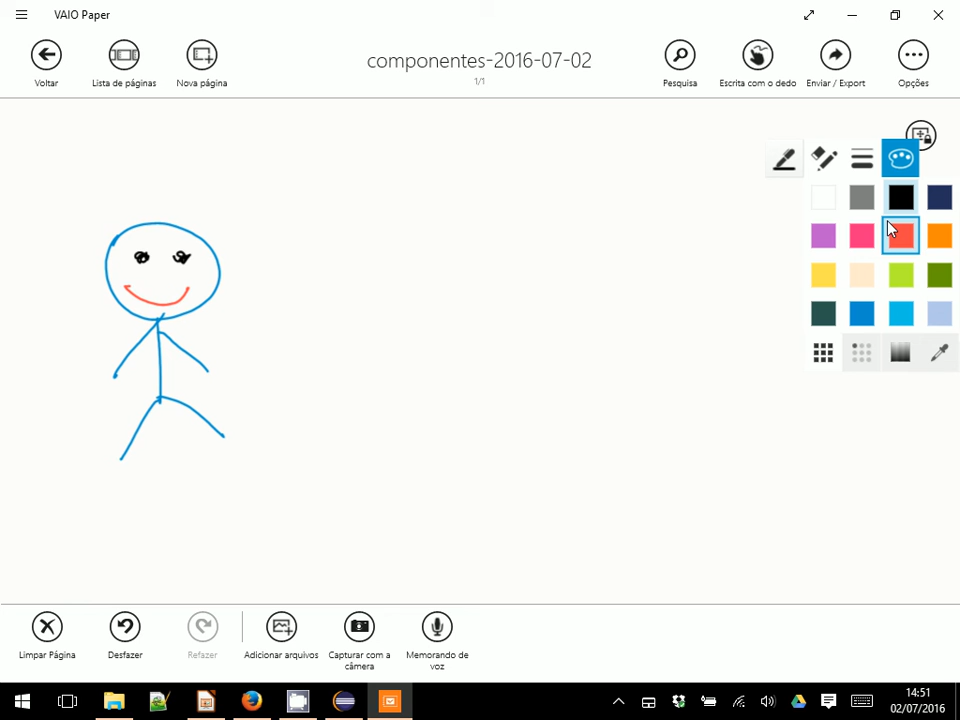 VAIO Paper
Voltar
Lista de páginas
Nova página
componentes-2016-07-02
1/1
Pesquisa
Escrita com o dedo
Enviar / Export
Opções
Limpar Página
Desfazer
Refazer
Adicionar arquivos
Capturar com a
câmera
Memorando de
voz
14:51
02/07/2016